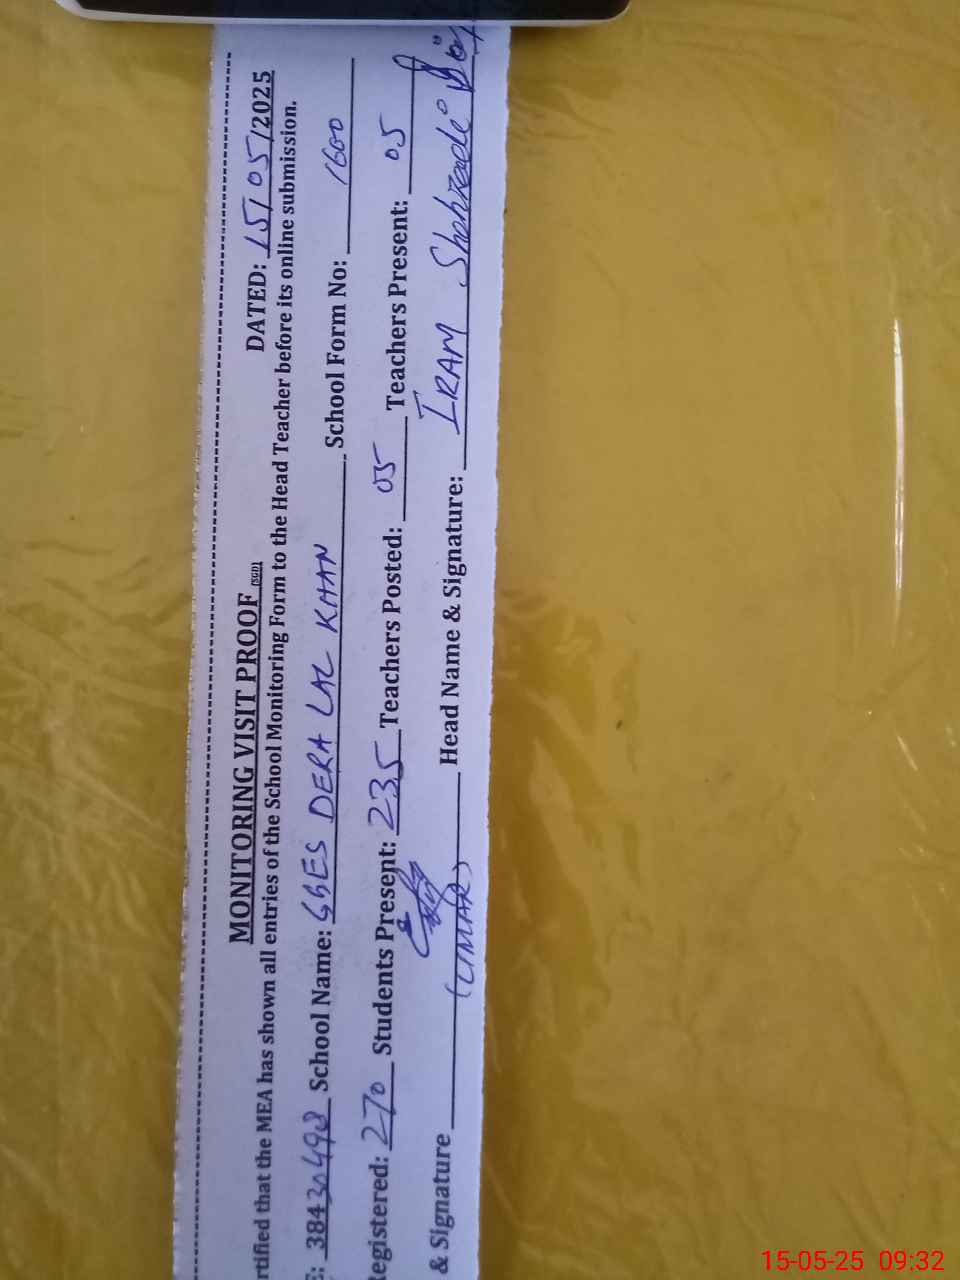 MONITORING VISIT PROOF (SGD)
DATED: 15/05/2025
rtified that the MEA has shown all entries of the School Monitoring Form to the Head Teacher before its online submission.
: 38430498 School Name: GGES DERA LAL KHAN School Form No: 1600
egistered: 270 Students Present: 235 Teachers Posted: 05 Teachers Present: 05
& Signature (UMAR) Head Name & Signature: IRAM Shehzadi
15-05-25 09:32